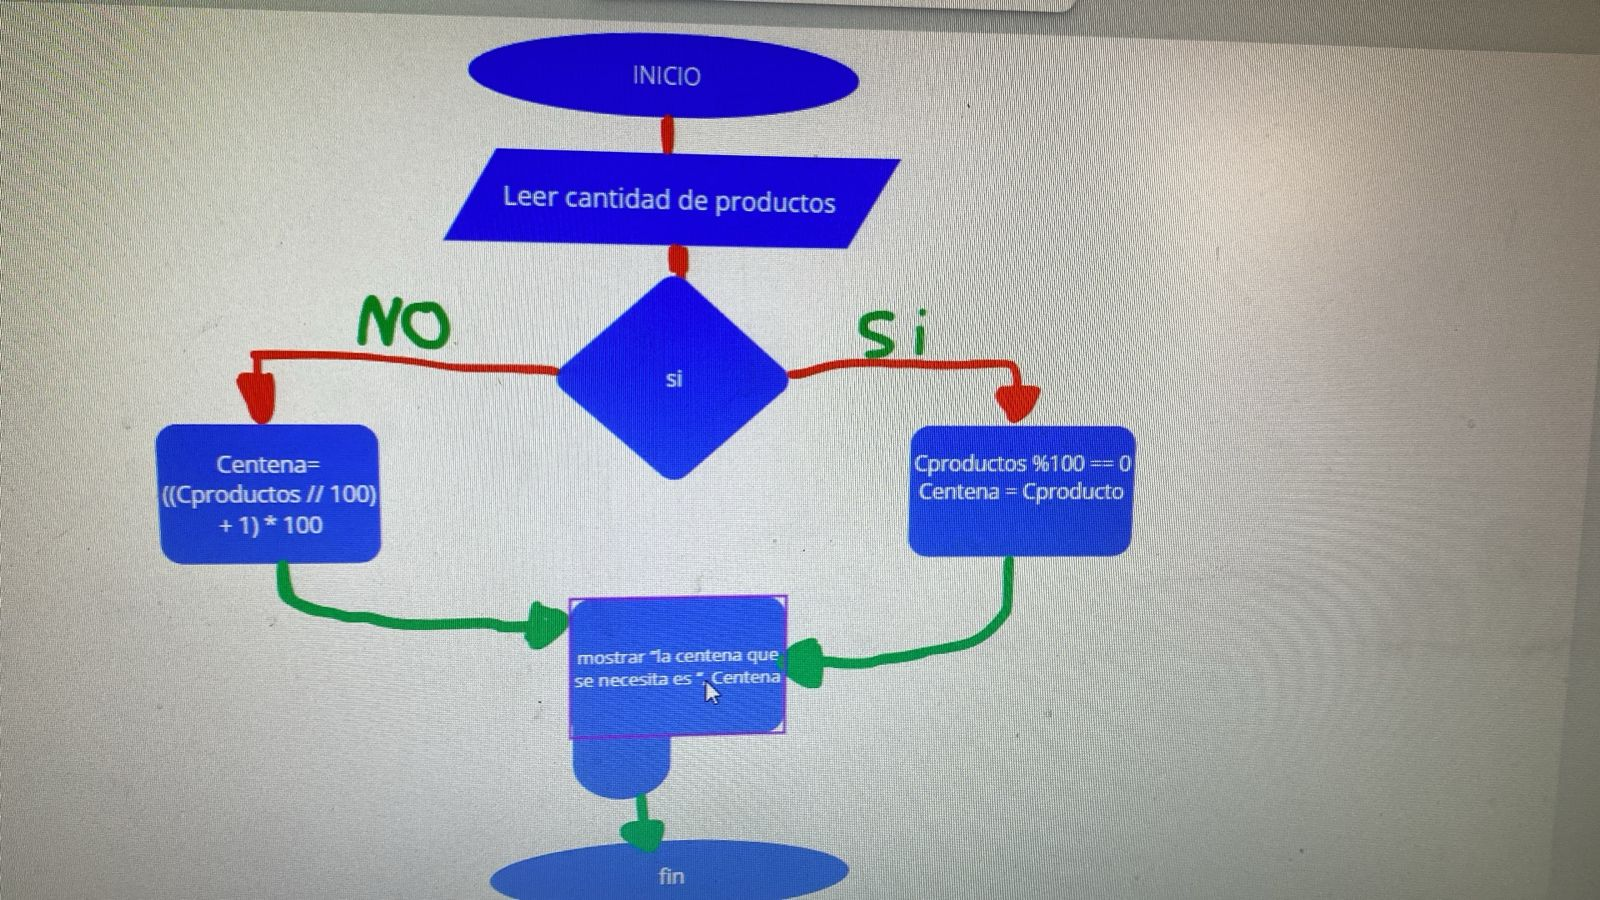 INICIO
Leer cantidad de productos
NO
Si
si
Centena=
((Cproductos // 100)
+ 1) * 100
Cproductos %100 == 0
Centena = Cproducto
mostrar "la centena que
se necesita es ", Centena
fin